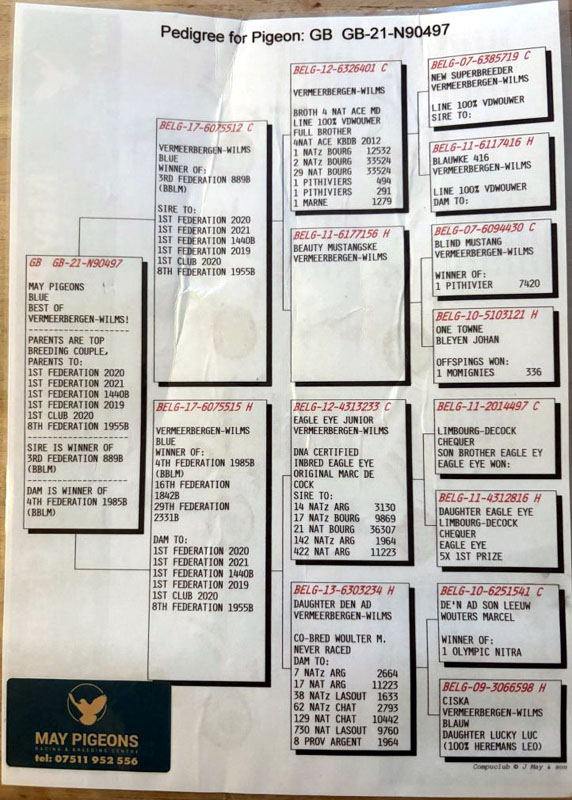 Pedigree for Pigeon: GB GB-21-N90497
GB GB-21-N90497
MAY PIGEONS
BLUE
BEST OF
VERMEERBERGEN-WILMS!
PARENTS ARE TOP
BREEDING COUPLE,
PARENTS TO:
1ST FEDERATION 2020
1ST FEDERATION 2021
1ST FEDERATION 1440B
1ST FEDERATION 2019
1ST CLUB 2020
8TH FEDERATION 1955B
SIRE IS WINNER OF
3RD FEDERATION 889B
(BBLM)
DAM IS WINNER OF
4TH FEDERATION 1985B
(BBLM)
BELG-17-6075512 C
VERMEERBERGEN-WILMS
BLUE
WINNER OF:
3RD FEDERATION 889B
(BBLM)
SIRE TO:
1ST FEDERATION 2020
1ST FEDERATION 2021
1ST FEDERATION 1440B
1ST FEDERATION 2019
1ST CLUB 2020
8TH FEDERATION 1955B
BELG-17-6075515 H
VERMEERBERGEN-WILMS
BLUE
WINNER OF:
4TH FEDERATION 1985B
(BBLM)
16TH FEDERATION
1842B
29TH FEDERATION
2331B
DAM TO:
1ST FEDERATION 2020
1ST FEDERATION 2021
1ST FEDERATION 1440B
1ST FEDERATION 2019
1ST CLUB 2020
8TH FEDERATION 1955B
BELG-12-6326401 C
VERMEERBERGEN-WILMS
BROTH 4 NAT ACE MD
LINE 100% VDWOUWER
FULL BROTHER
4NAT ACE KBDB 2012
1 NATz BOURG 12532
2 NATz BOURG 33524
29 NAT BOURG 33524
1 PITHIVIERS 494
1 PITHIVIERS 291
1 MARNE 1279
BELG-11-6177156 H
BEAUTY MUSTANGSKE
VERMEERBERGEN-WILMS
BELG-12-4313233 C
EAGLE EYE JUNIOR
VERMEERBERGEN-WILMS
DNA CERTIFIED
INBRED EAGLE EYE
ORIGINAL MARC DE
COCK
SIRE TO:
14 NATz ARG 3130
17 NATz BOURG 9869
21 NAT BOURG 36307
142 NATz ARG 1964
422 NAT ARG 11223
BELG-13-6303234 H
DAUGHTER DEN AD
VERMEERBERGEN-WILMS
CO-BRED WOULTER M.
NEVER RACED
DAM TO:
7 NATz ARG 2664
17 NAT ARG 11223
38 NATz LASOUT 1633
62 NATz CHAT 2793
129 NAT CHAT 10442
730 NAT LASOUT 9760
8 PROV ARGENT 1964
BELG-07-6385719 C
NEW SUPERBREEDER
VERMEERBERGEN-WILMS
LINE 100% VDWOUWER
SIRE TO:
BELG-11-6117416 H
BLAUWKE 416
VERMEERBERGEN-WILMS
LINE 100% VDWOUWER
DAM TO:
BELG-07-6094430 C
BLIND MUSTANG
VERMEERBERGEN-WILMS
WINNER OF:
1 PITHIVIER 7420
BELG-10-5103121 H
ONE TOWNE
BLEYEN JOHAN
OFFSPINGS WON:
1 MOMIGNIES 336
BELG-11-2014497 C
LIMBOURG-DECOCK
CHEQUER
SON BROTHER EAGLE EY
EAGLE EYE WON:
BELG-11-4312816 H
DAUGHTER EAGLE EYE
LIMBOURG-DECOCK
CHEQUER
EAGLE EYE
5X 1ST PRIZE
BELG-10-6251541 C
DE'N AD SON LEEUW
WOUTERS MARCEL
WINNER OF:
1 OLYMPIC NITRA
BELG-09-3066598 H
CISKA
VERMEERBERGEN-WILMS
BLAUW
DAUGHTER LUCKY LUC
(100% HEREMANS LEO)
Compuclub © J May & son
MAY PIGEONS
RACING & BREEDING CENTRE
tel: 07511 952 556